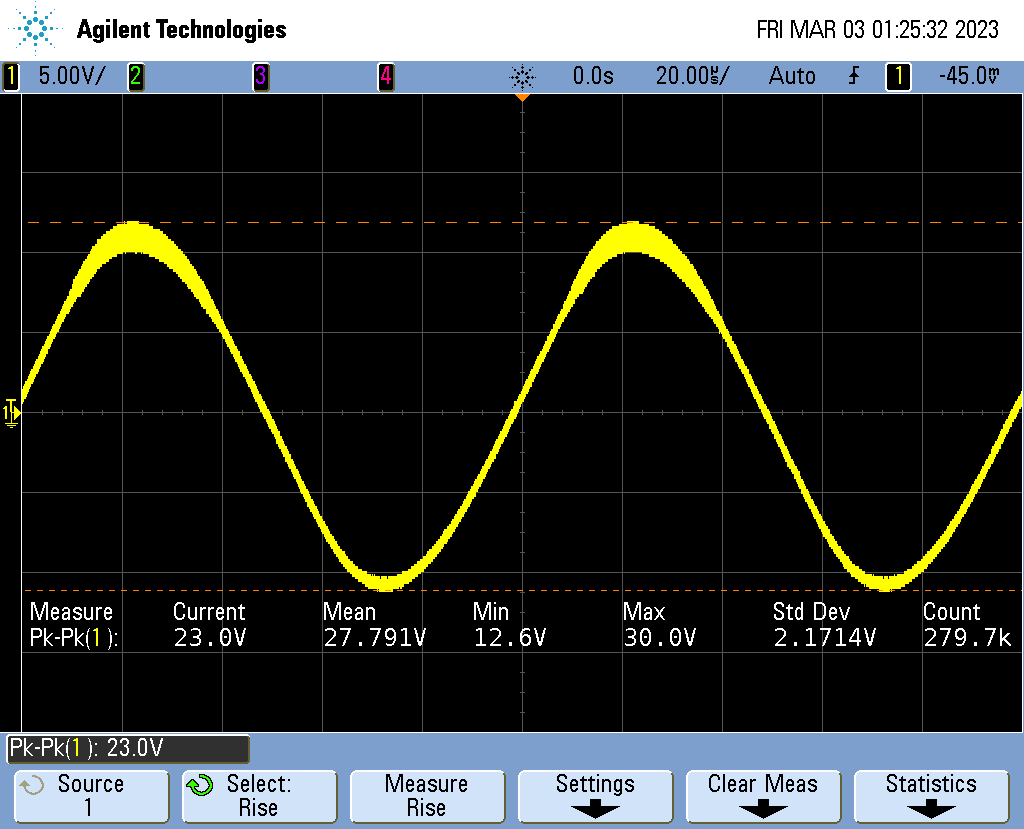 Agilent Technologies FRI MAR 03 01:25:32 2023
1 5.00V/ 2 3 4 0.0s 20.00µs/ Auto 1 -45.0mV
1
Measure Current Mean Min Max Std Dev Count
Pk-Pk(1): 23.0V 27.791V 12.6V 30.0V 2.1714V 279.7k
Pk-Pk(1): 23.0V
Source Select: Measure Settings Clear Meas Statistics
1 Rise Rise